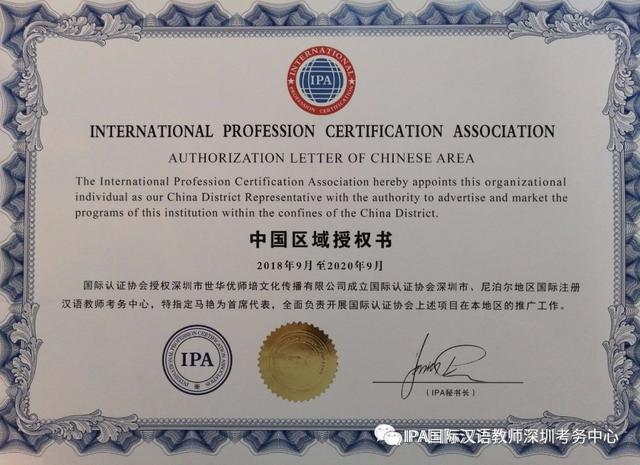 INTERNATIONAL
IPA
PROFESSION CERTIFICATION
INTERNATIONAL PROFESSION CERTIFICATION ASSOCIATION
AUTHORIZATION LETTER OF CHINESE AREA
The International Profession Certification Association hereby appoints this organizational
individual as our China District Representative with the authority to advertise and market the
programs of this institution within the confines of the China District.
中国区域授权书
2018年9月至2020年9月
国际认证协会授权深圳市世华优师培文化传播有限公司成立国际认证协会深圳市、尼泊尔地区国际注册
汉语教师考务中心，特指定马艳为首席代表，全面负责开展国际认证协会上述项目在本地区的推广工作。
INTERNATIONAL PROFESSION CERTIFICATION ASSOCIATION
IPA
（IPA秘书长）
IPA国际汉语教师深圳考务中心